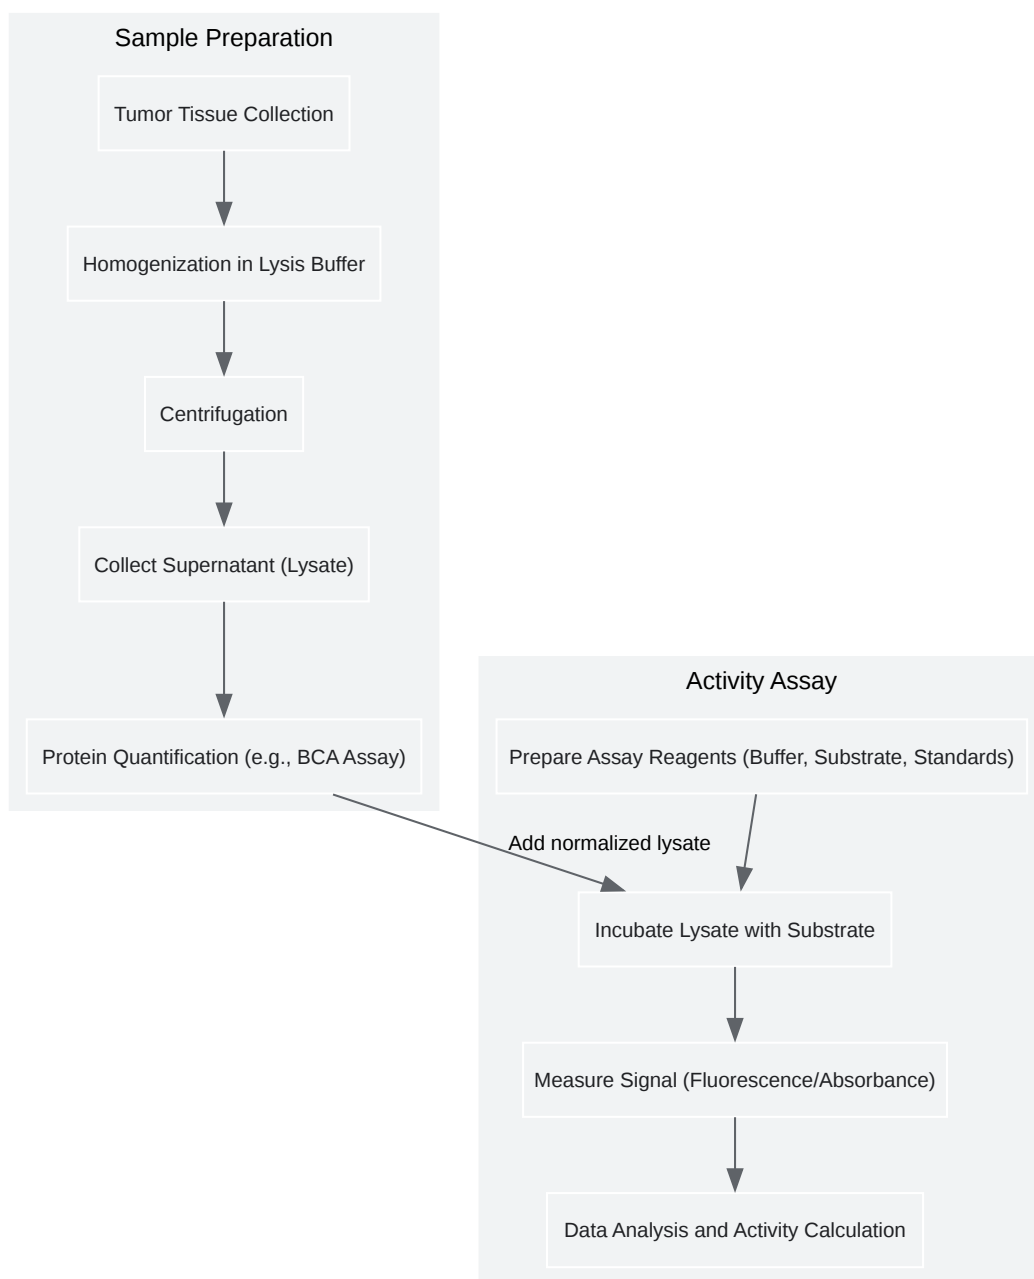 Sample Preparation
Tumor Tissue Collection
Homogenization in Lysis Buffer
Centrifugation
Collect Supernatant (Lysate)
Protein Quantification (e.g., BCA Assay)
Activity Assay
Prepare Assay Reagents (Buffer, Substrate, Standards)
Add normalized lysate
Incubate Lysate with Substrate
Measure Signal (Fluorescence/Absorbance)
Data Analysis and Activity Calculation